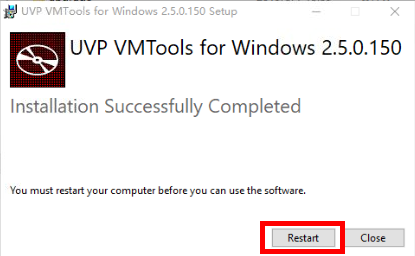 UVP VMTools for Windows 2.5.0.150 Setup
UVP VMTools for Windows 2.5.0.150
Installation Successfully Completed
You must restart your computer before you can use the software.
Restart Close